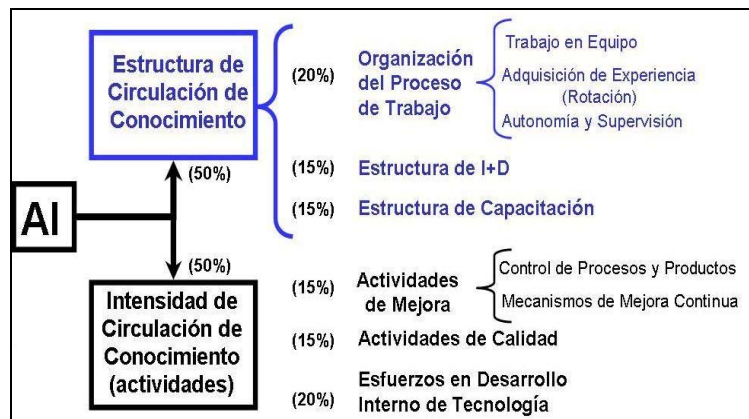 AI
Estructura de
Circulación de
Conocimiento
(50%)
(20%)
Organización
del Proceso
de Trabajo
Trabajo en Equipo
Adquisición de Experiencia
(Rotación)
Autonomía y Supervisión
(15%)
Estructura de I+D
(15%)
Estructura de Capacitación
(50%)
Intensidad de
Circulación de
Conocimiento
(actividades)
(15%)
Actividades
de Mejora
Control de Procesos y Productos
Mecanismos de Mejora Continua
(15%)
Actividades de Calidad
(20%)
Esfuerzos en Desarrollo
Interno de Tecnología